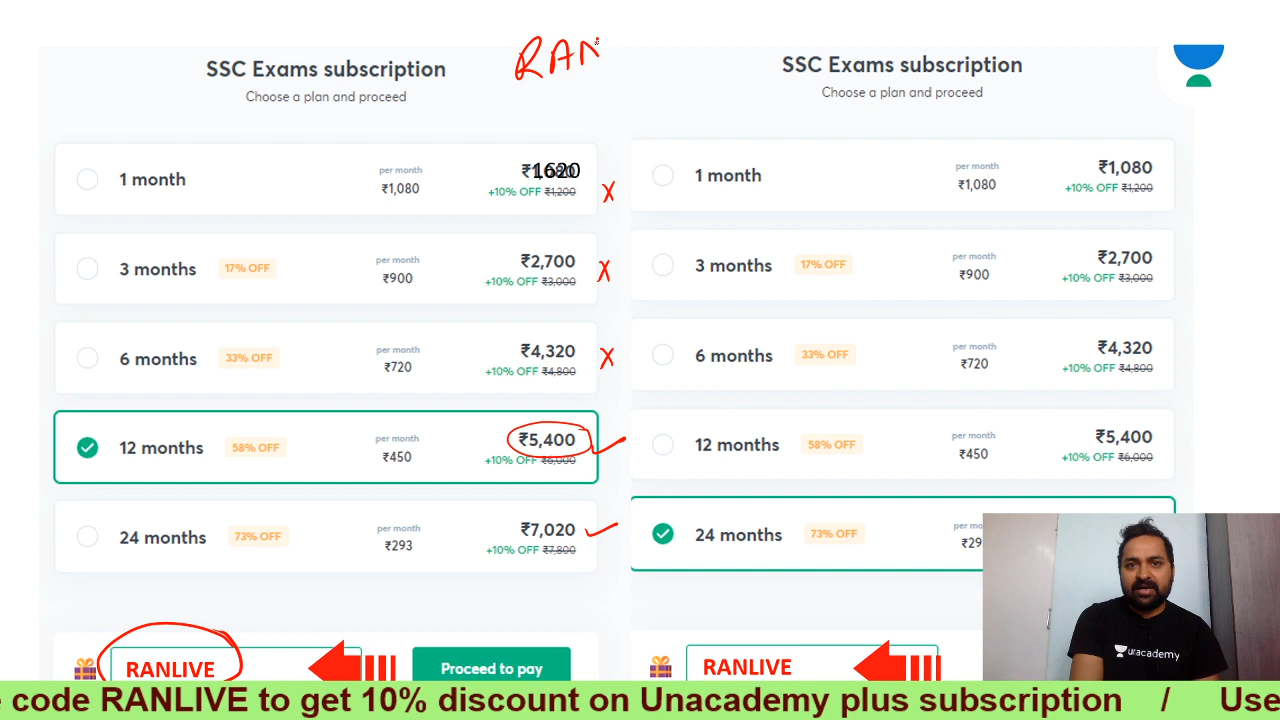 RAN
SSC Exams subscription
Choose a plan and proceed
1 month
per month
₹1,080
1620
+10% OFF ₹1,200
X
3 months
17% OFF
per month
₹900
₹2,700
+10% OFF ₹3,000
X
6 months
33% OFF
per month
₹720
₹4,320
+10% OFF ₹4,800
X
12 months
58% OFF
per month
₹450
₹5,400
+10% OFF ₹6,000
24 months
73% OFF
per month
₹293
₹7,020
+10% OFF ₹7,800
RANLIVE
Proceed to pay
SSC Exams subscription
Choose a plan and proceed
1 month
per month
₹1,080
₹1,080
+10% OFF ₹1,200
3 months
17% OFF
per month
₹900
₹2,700
+10% OFF ₹3,000
6 months
33% OFF
per month
₹720
₹4,320
+10% OFF ₹4,800
12 months
58% OFF
per month
₹450
₹5,400
+10% OFF ₹6,000
24 months
73% OFF
per mo
₹29
RANLIVE
unacademy
e code RANLIVE to get 10% discount on Unacademy plus subscription / Use